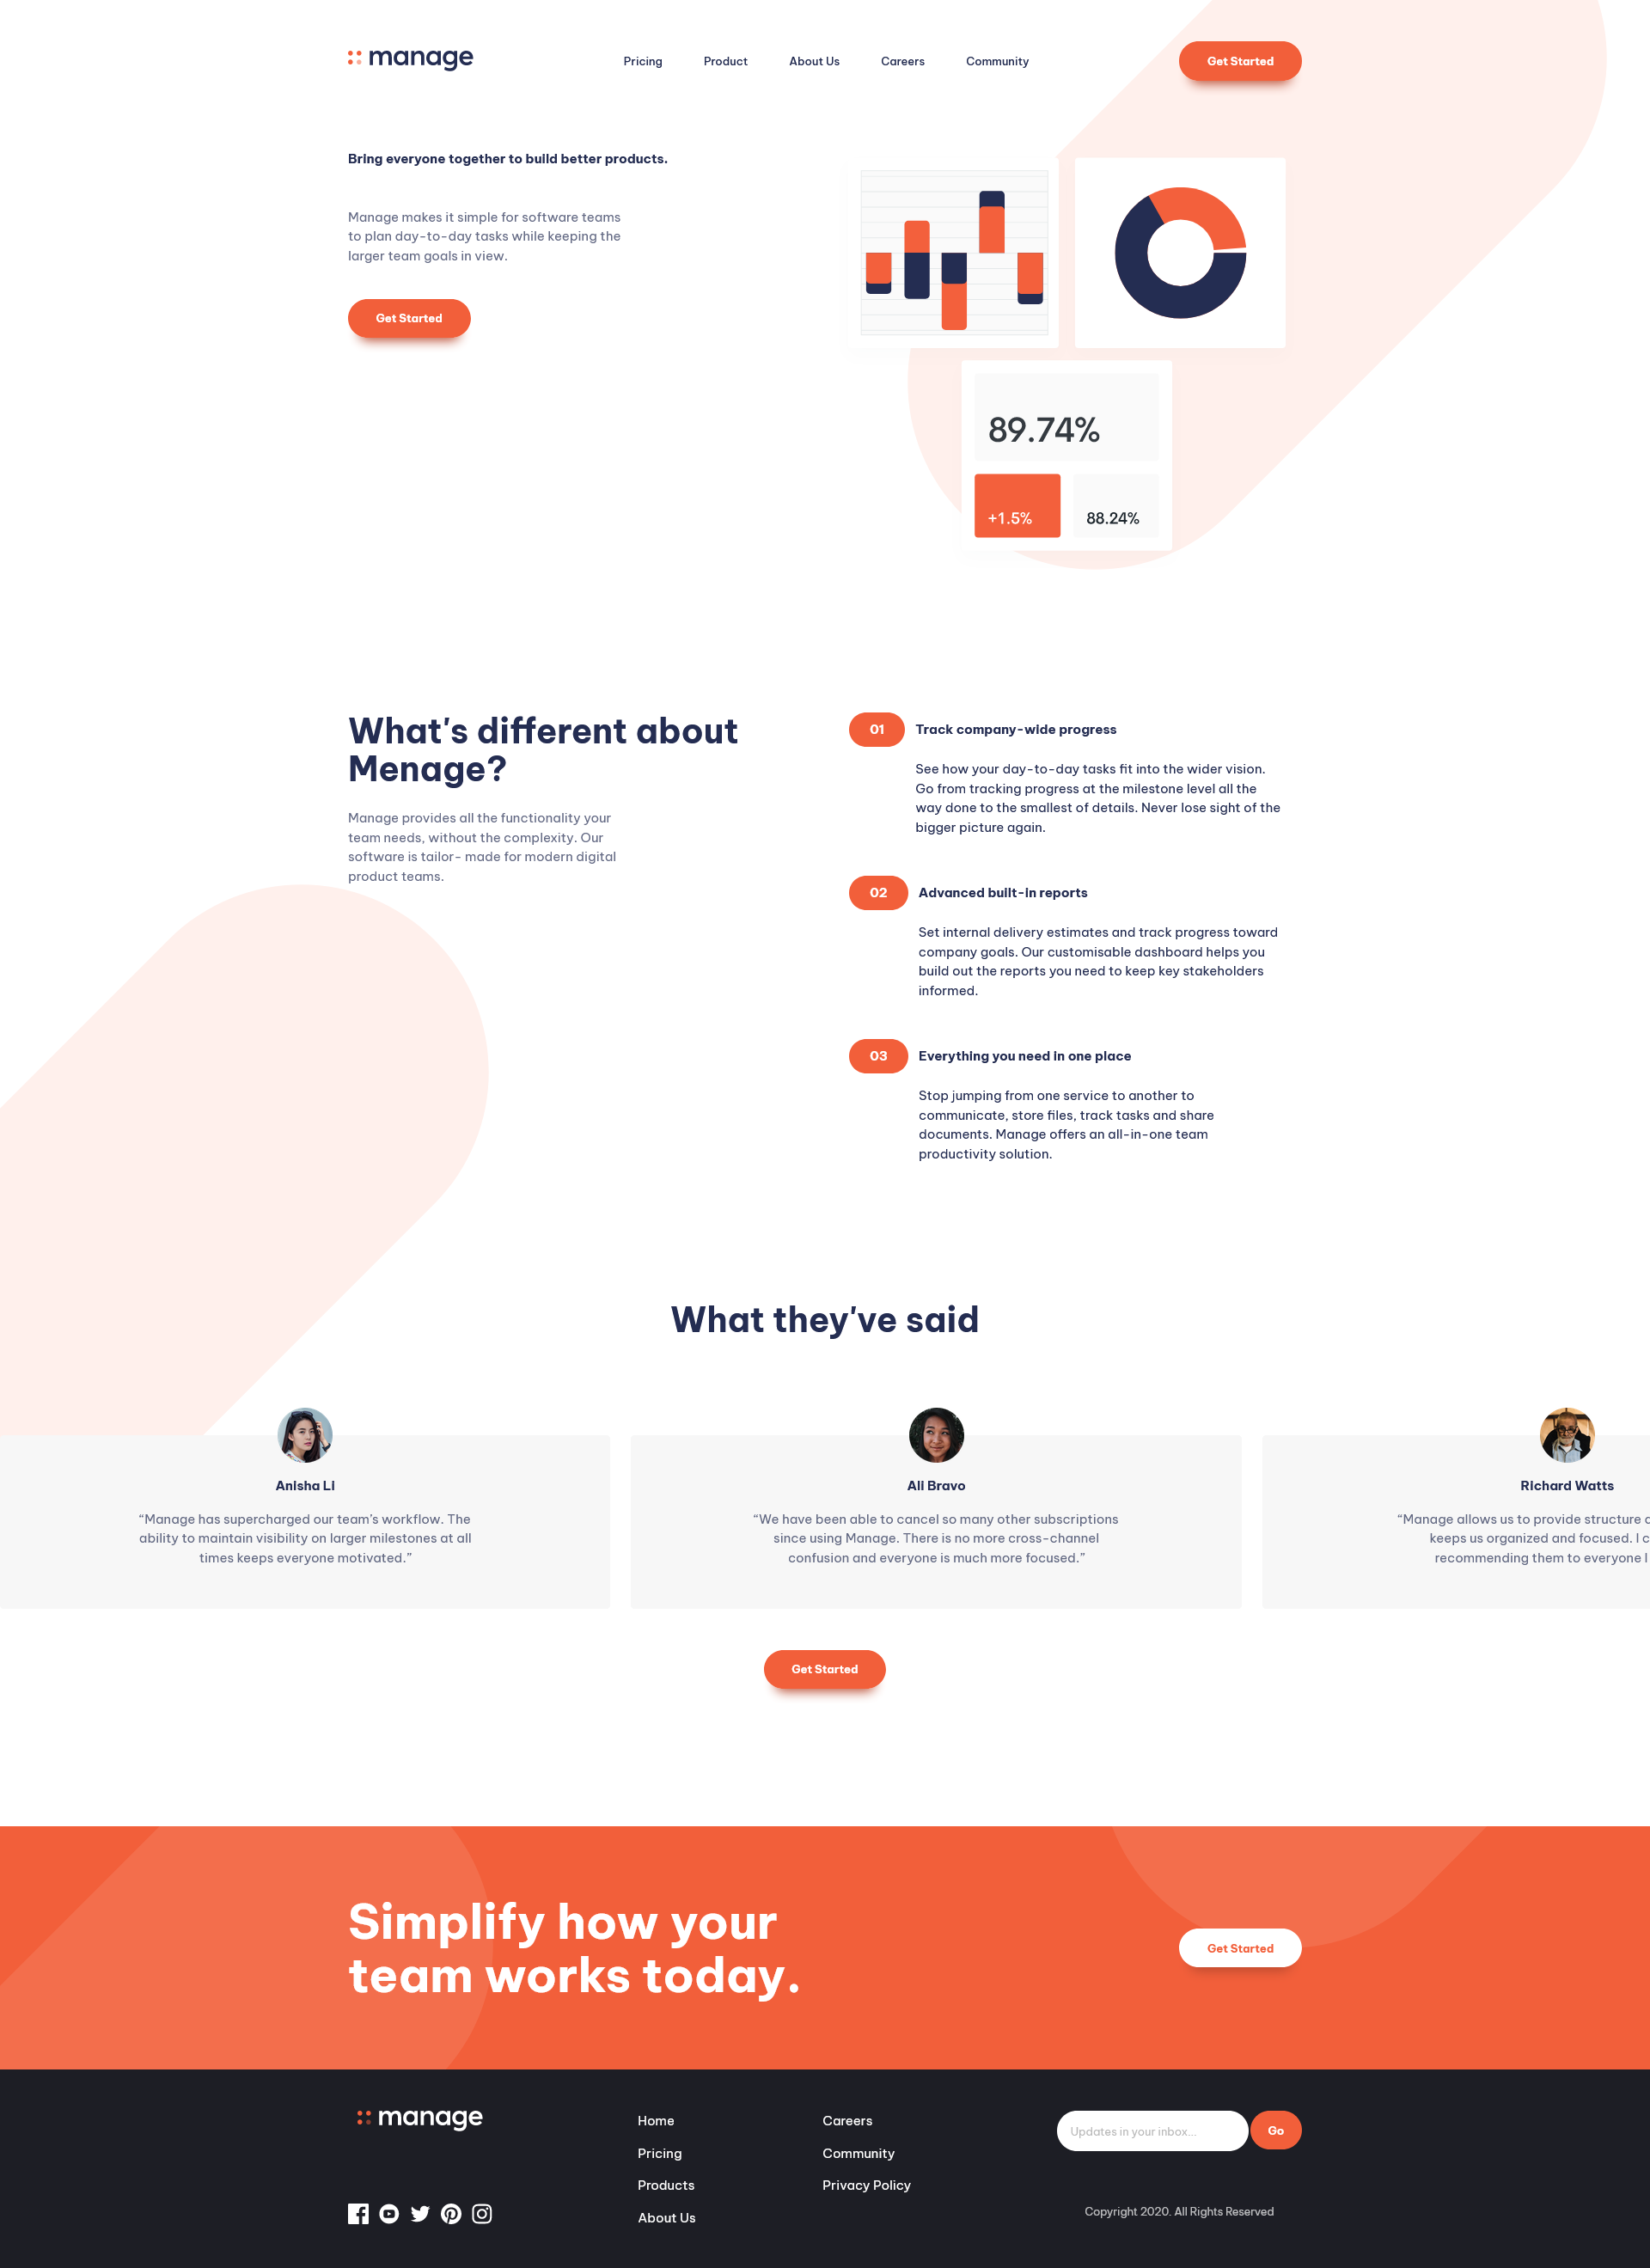 manage
Pricing
Product
About Us
Careers
Community
Get Started
Bring everyone together to build better products.
Manage makes it simple for software teams
to plan day-to-day tasks while keeping the
larger team goals in view.
Get Started
89.74%
+1.5%
88.24%
What's different about
Menage?
Manage provides all the functionality your
team needs, without the complexity. Our
software is tailor- made for modern digital
product teams.
01
Track company-wide progress
See how your day-to-day tasks fit into the wider vision.
Go from tracking progress at the milestone level all the
way done to the smallest of details. Never lose sight of the
bigger picture again.
02
Advanced built-in reports
Set internal delivery estimates and track progress toward
company goals. Our customisable dashboard helps you
build out the reports you need to keep key stakeholders
informed.
03
Everything you need in one place
Stop jumping from one service to another to
communicate, store files, track tasks and share
documents. Manage offers an all-in-one team
productivity solution.
What they've said
Anisha Li
“Manage has supercharged our team’s workflow. The
ability to maintain visibility on larger milestones at all
times keeps everyone motivated.”
Ali Bravo
“We have been able to cancel so many other subscriptions
since using Manage. There is no more cross-channel
confusion and everyone is much more focused.”
Richard Watts
“Manage allows us to provide structure
keeps us organized and focused. I
recommending them to everyone I
Get Started
Simplify how your
team works today.
Get Started
manage
Home
Pricing
Products
About Us
Careers
Community
Privacy Policy
Updates in your inbox...
Go
Copyright 2020. All Rights Reserved